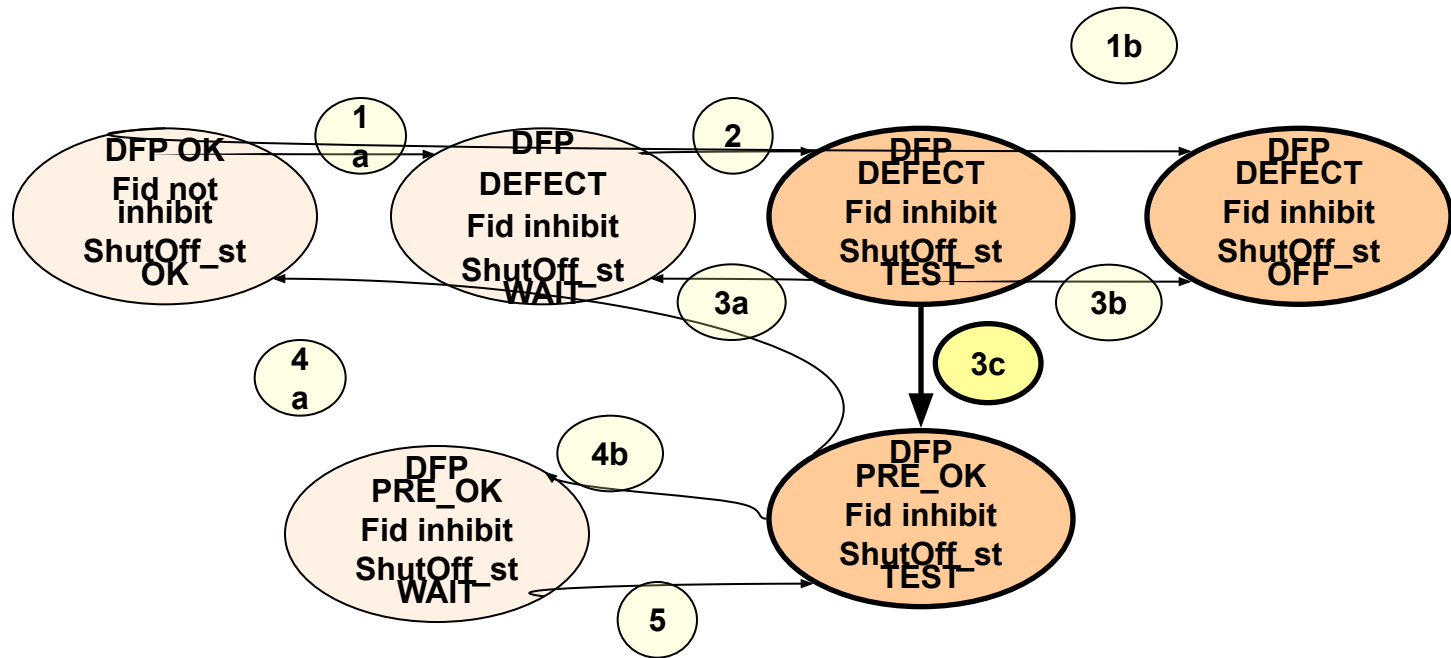 1b
1
a
2
DFP OK
Fid not
inhibit
ShutOff_st
OK
DFP
DEFECT
Fid inhibit
ShutOff_st
WAIT
DFP
DEFECT
Fid inhibit
ShutOff_st
TEST
DFP
DEFECT
Fid inhibit
ShutOff_st
OFF
3a
3b
3c
4
a
4b
DFP
PRE_OK
Fid inhibit
ShutOff_st
WAIT
DFP
PRE_OK
Fid inhibit
ShutOff_st
TEST
5